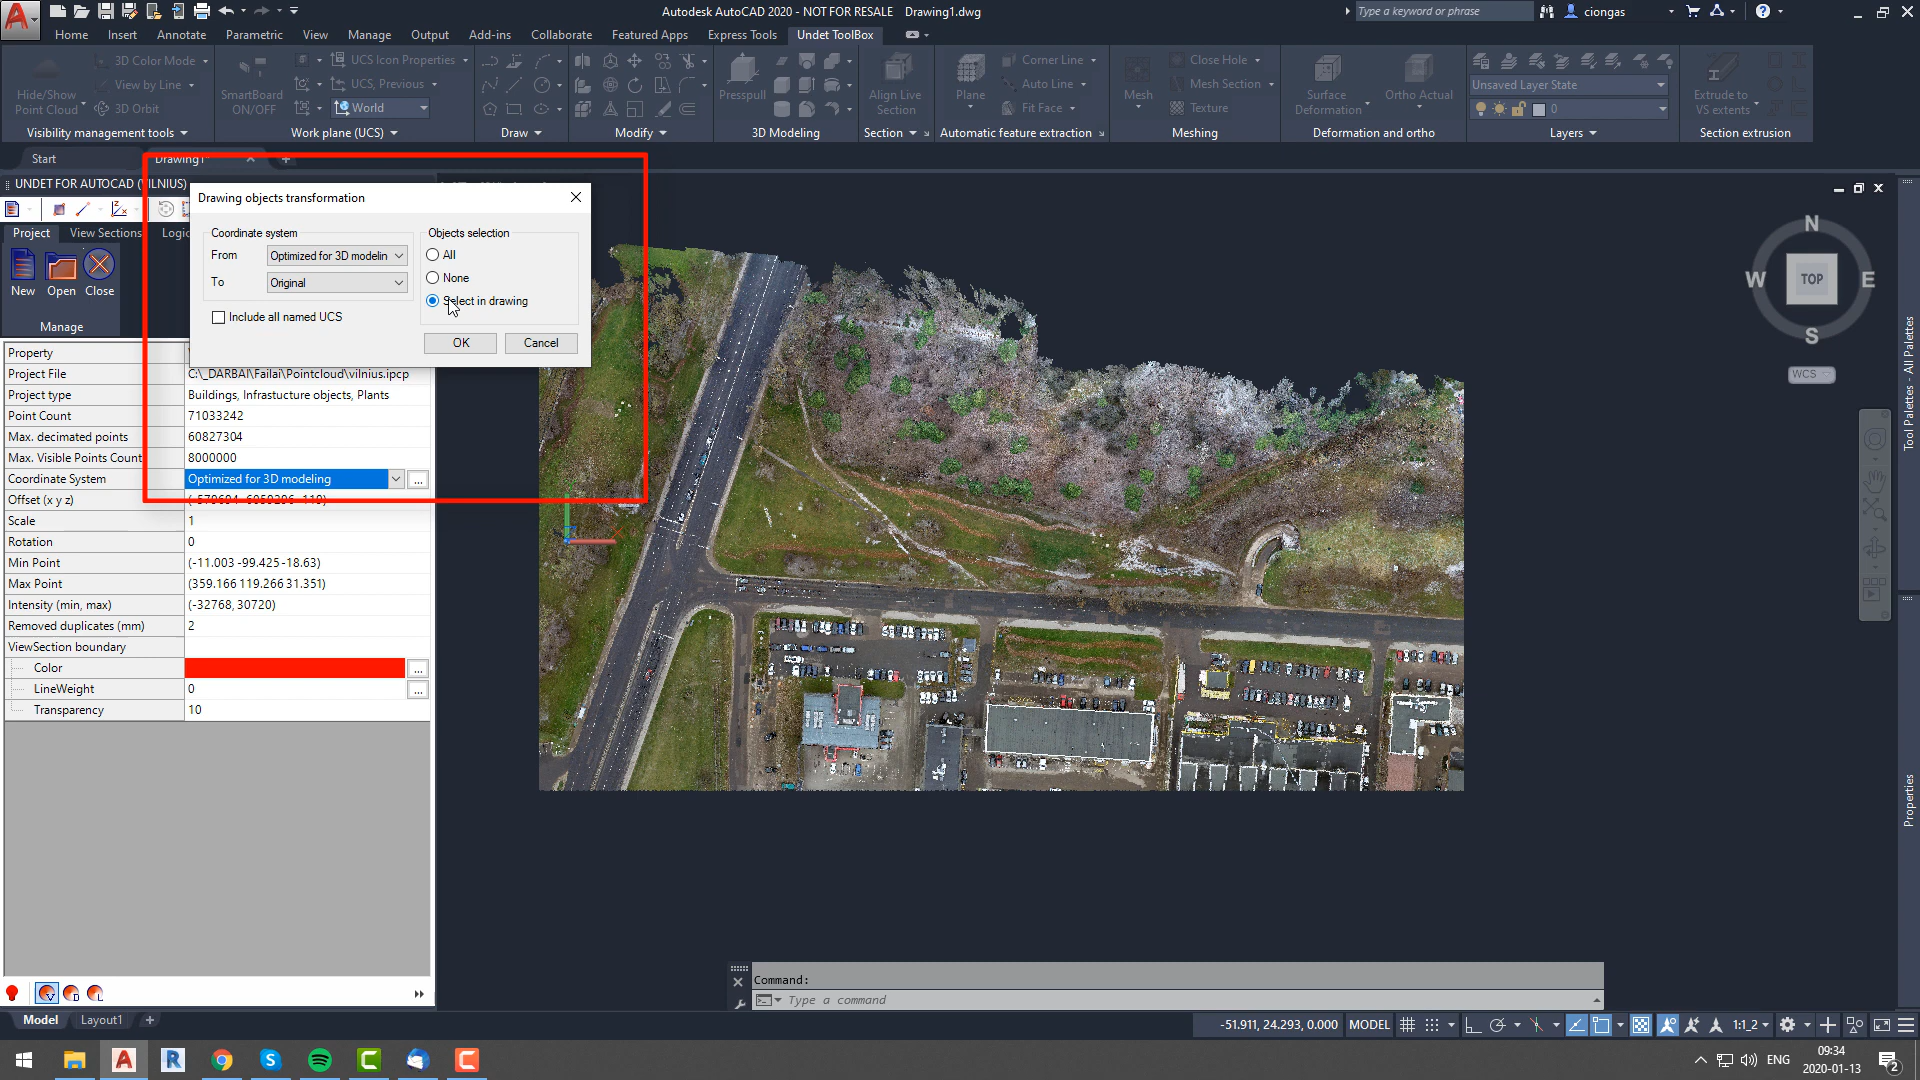 Autodesk AutoCAD 2020 - NOT FOR RESALE Drawing1.dwg
Type a keyword or phrase
ciongas
Home Insert Annotate Parametric View Manage Output Add-ins Collaborate Featured Apps Express Tools Undet ToolBox
3D Color Mode
UCS Icon Properties
Corner Line
Close Hole
View by Line
UCS, Previous
Auto Line
Mesh Section
Unsaved Layer State
Hide/Show
Point Cloud
3D Orbit
SmartBoard
ON/OFF
World
Presspull
Align Live
Section
Plane
Fit Facet
Mesh
Texture
Surface
Deformation
Ortho Actual
0
Extrude to
VS extents
Visibility management tools
Work plane (UCS)
Draw
Modify
3D Modeling
Section
Automatic feature extraction
Meshing
Deformation and ortho
Layers
Section extrusion
Start
Drawing1*
UNDET FOR AUTOCAD (VILNIUS)
Project View Sections Logic
New Open Close
Manage
Drawing objects transformation
Coordinate system
From Optimized for 3D modelin
To Original
Include all named UCS
Objects selection
All
None
Select in drawing
OK Cancel
Property
Project File C:\_DARBAI\Failai\Pointcloud\vilnius.ipcp
Project type Buildings, Infrastucture objects, Plants
Point Count 71033242
Max. decimated points 60827304
Max. Visible Points Count 8000000
Coordinate System Optimized for 3D modeling ...
Offset (x y z)
Scale 1
Rotation 0
Min Point (-11.003 -99.425 -18.63)
Max Point (359.166 119.266 31.351)
Intensity (min, max) (-32768, 30720)
Removed duplicates (mm) 2
ViewSection boundary
Color ...
LineWeight 0 ...
Transparency 10
N
W TOP E
S
WCS
Tool Palettes - All Palettes
Properties
Command:
Type a command
Model Layout1
-51.911, 24.293, 0.000 MODEL
1:1_2
ENG
09:34
2020-01-13
2